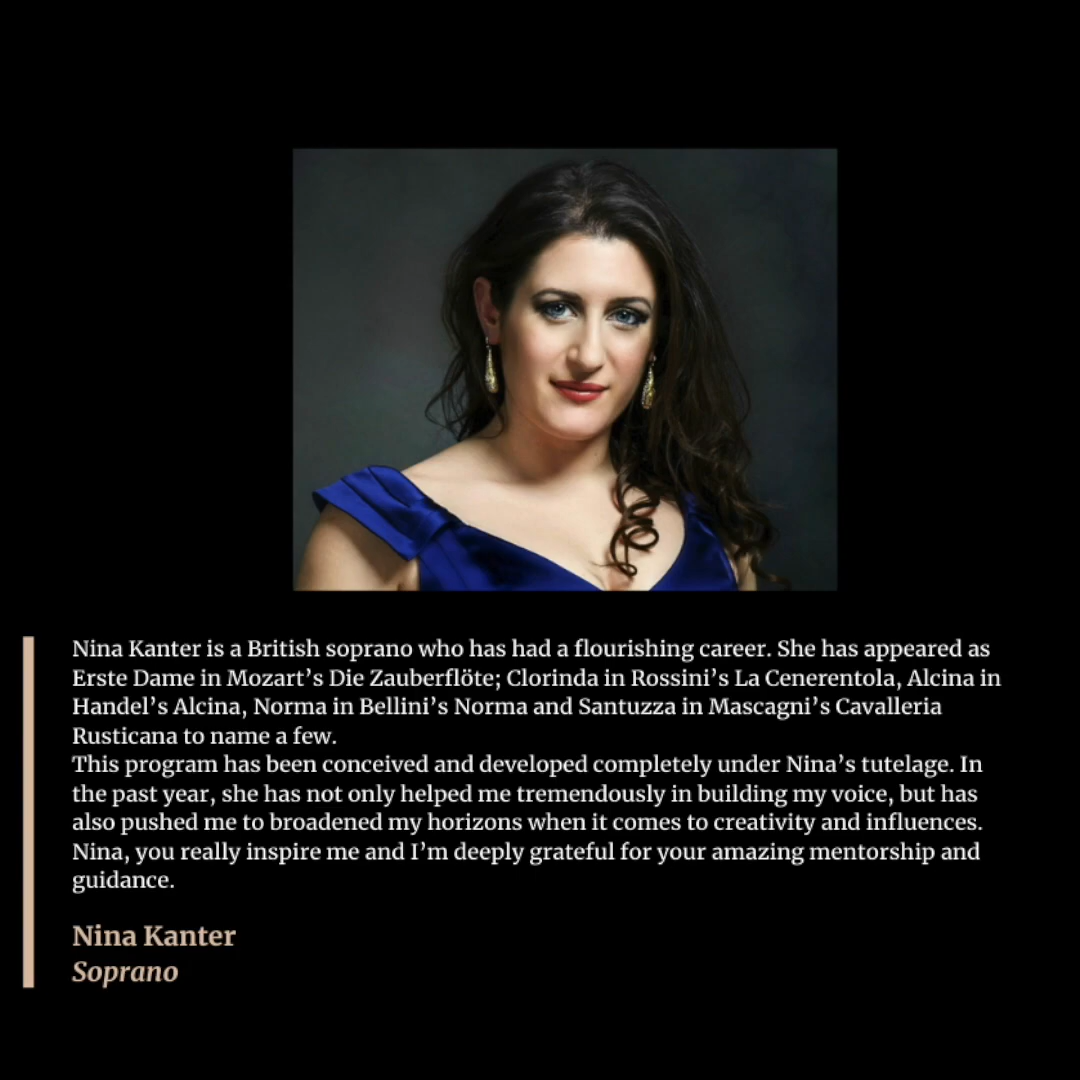 Nina Kanter is a British soprano who has had a flourishing career. She has appeared as
Erste Dame in Mozart’s Die Zauberflöte; Clorinda in Rossini’s La Cenerentola, Alcina in
Handel’s Alcina, Norma in Bellini’s Norma and Santuzza in Mascagni’s Cavalleria
Rusticana to name a few.
This program has been conceived and developed completely under Nina’s tutelage. In
the past year, she has not only helped me tremendously in building my voice, but has
also pushed me to broadened my horizons when it comes to creativity and influences.
Nina, you really inspire me and I’m deeply grateful for your amazing mentorship and
guidance.
Nina Kanter
Soprano